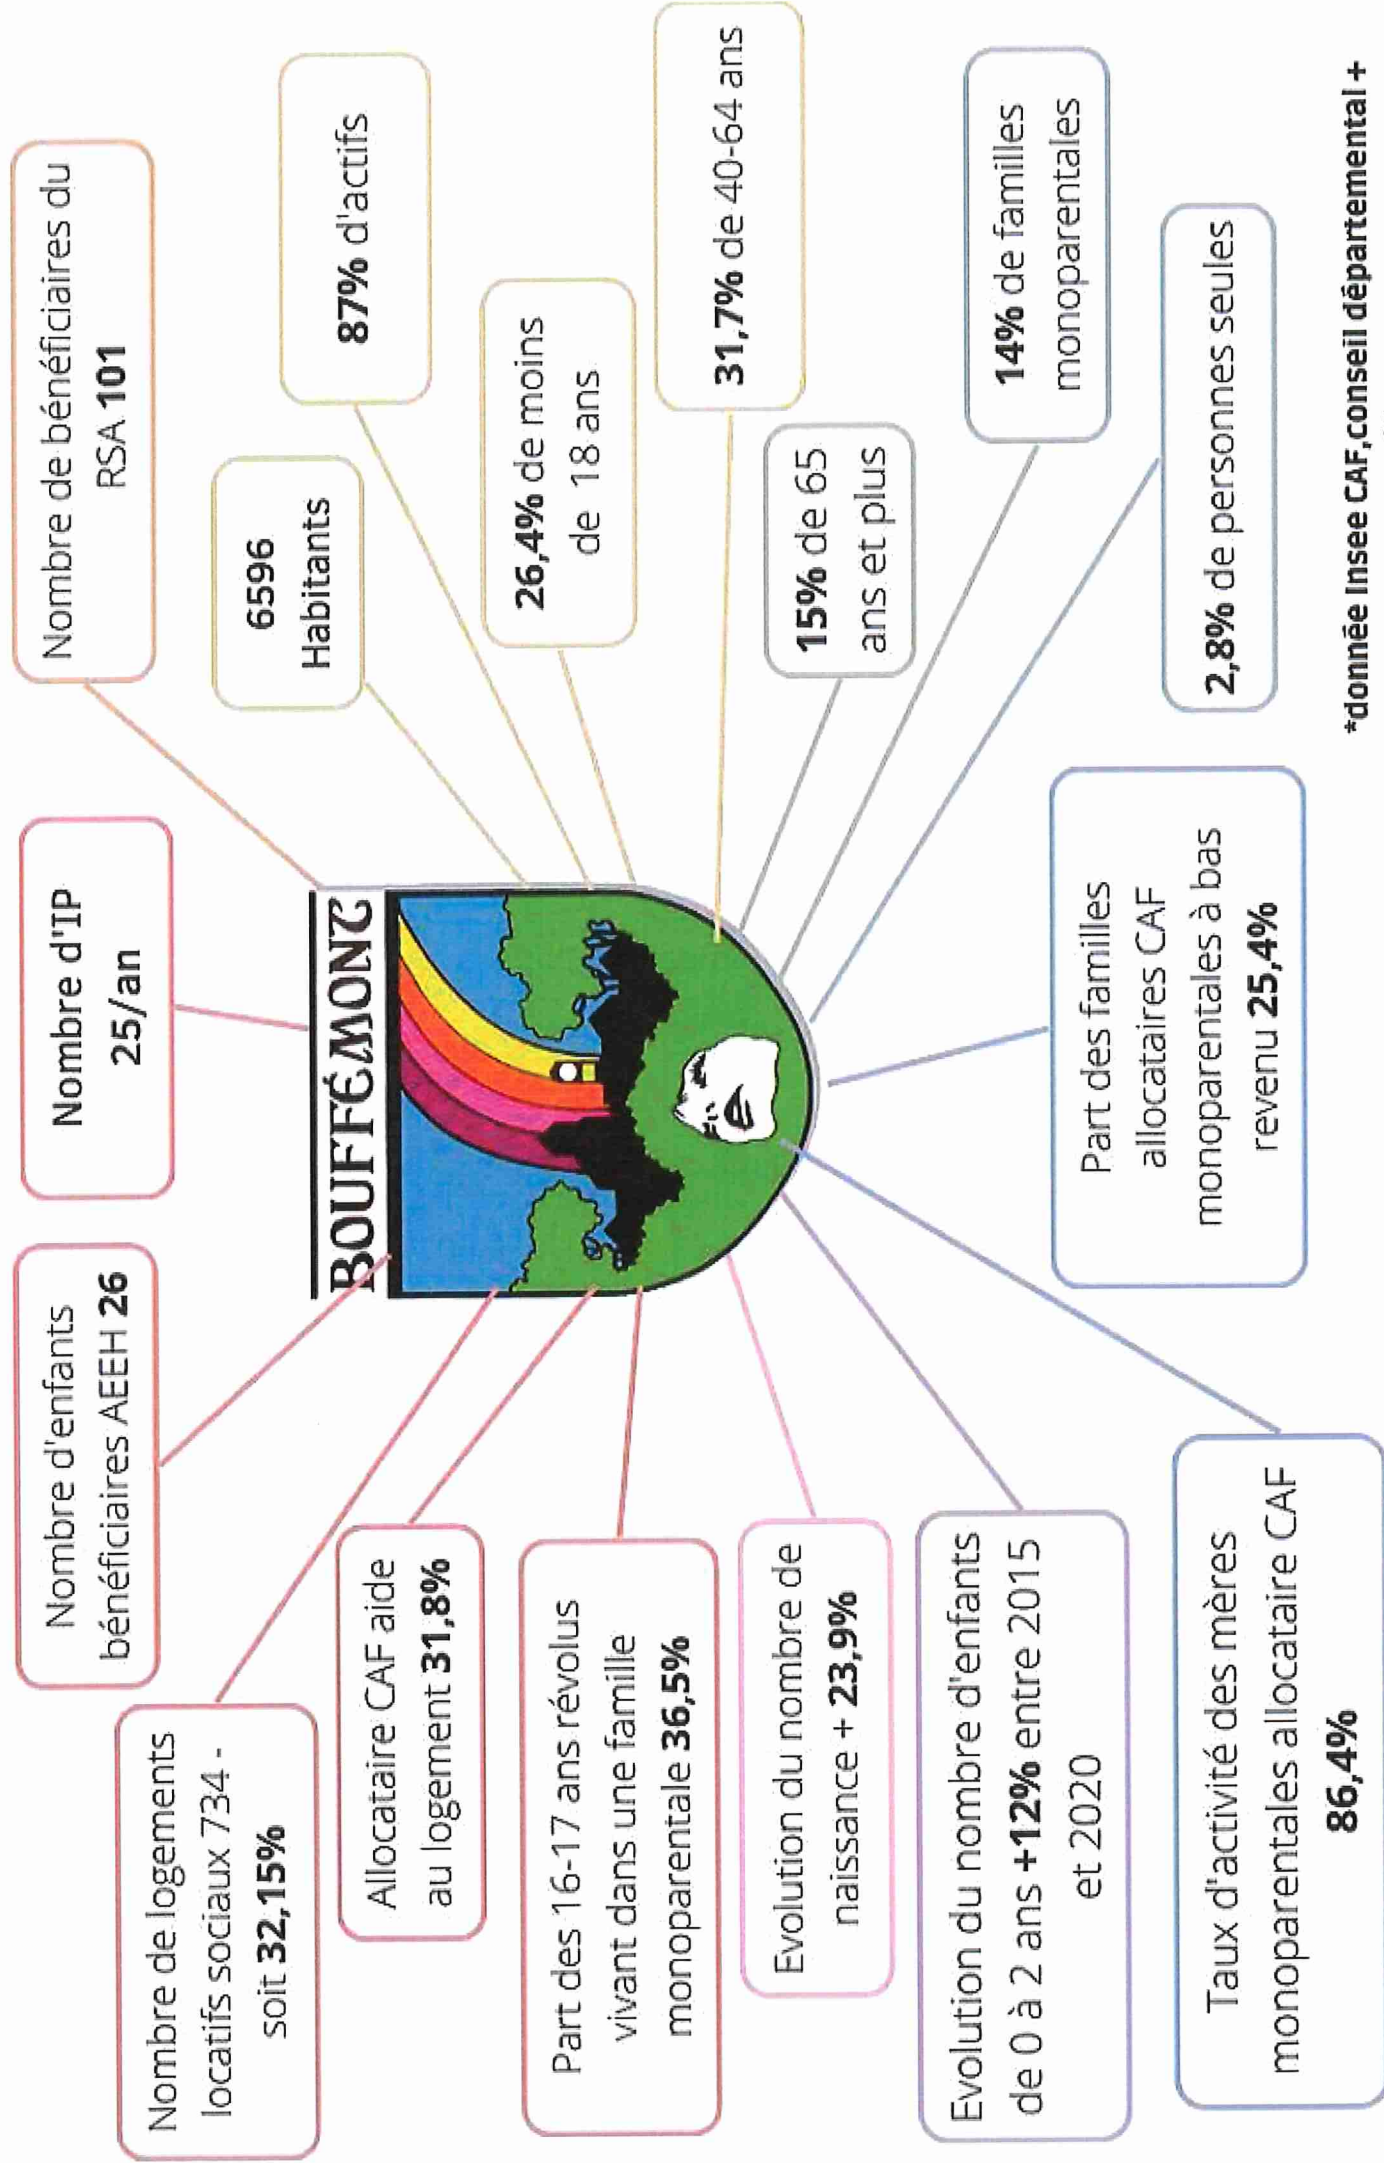 Nombre d'enfants
bénéficiaires AEEH 26
Nombre d'IP
25/an
Nombre de bénéficiaires du
RSA 101
Nombre de logements
locatifs sociaux 734 -
soit 32,15%
6596
Habitants
87% d'actifs
BOUFFÉMONT
Allocataire CAF aide
au logement 31,8%
26,4% de moins
de 18 ans
Part des 16-17 ans révolus
vivant dans une famille
monoparentale 36,5%
31,7% de 40-64 ans
Evolution du nombre de
naissance + 23,9%
15% de 65
ans et plus
Evolution du nombre d'enfants
de 0 à 2 ans +12% entre 2015
et 2020
14% de familles
monoparentales
Part des familles
allocataires CAF
monoparentales à bas
revenu 25,4%
2,8% de personnes seules
Taux d'activité des mères
monoparentales allocataire CAF
86,4%
*donnée Insee CAF,conseil départemental +